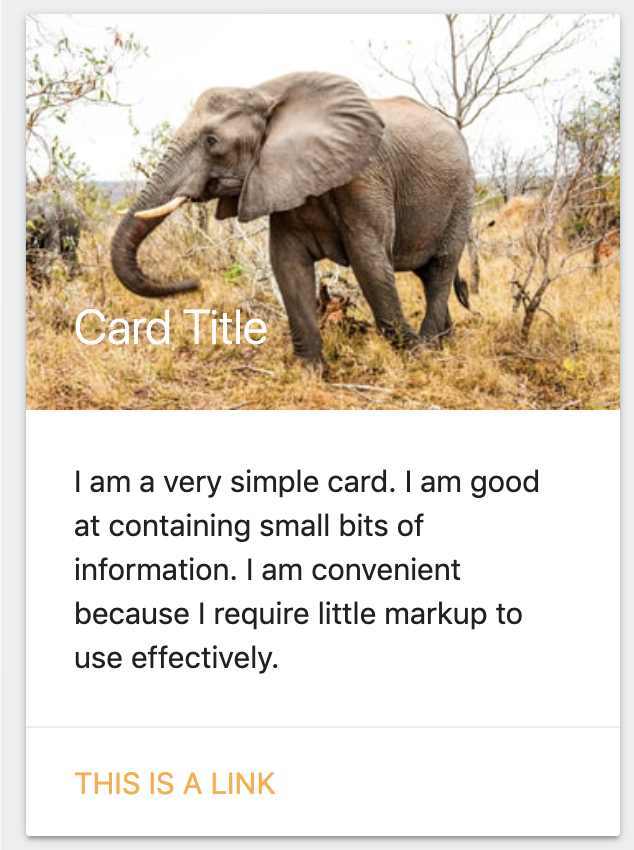 Card Title
I am a very simple card. I am good
at containing small bits of
information. I am convenient
because I require little markup to
use effectively.
THIS IS A LINK